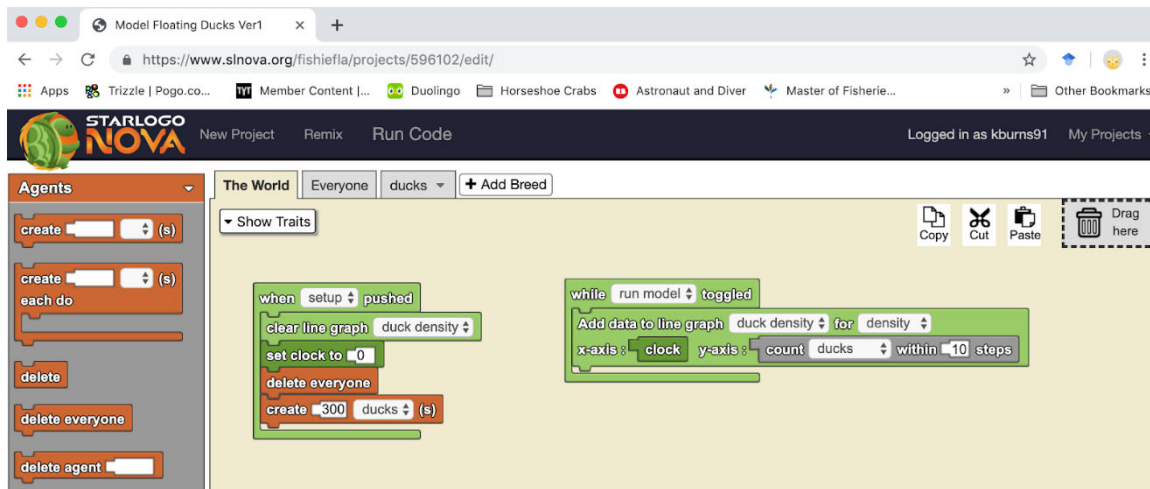 Model Floating Ducks Ver1
https://www.slnova.org/fishiefla/projects/596102/edit/
Apps Trizzle | Pogo.co... TYT Member Content |... Duolingo Horseshoe Crabs Astronaut and Diver Master of Fisherie... » Other Bookmarks
STARLOGO
NOVA
New Project Remix Run Code Logged in as kburns91 My Projects
Agents
The World Everyone ducks + Add Breed
Show Traits
Copy Cut Paste
Drag
here
create (s)
create (s)
each do
delete
delete everyone
delete agent
when setup pushed
clear line graph duck density
set clock to 0
delete everyone
create 300 ducks (s)
while run model toggled
Add data to line graph duck density for density
x-axis : clock y-axis : count ducks within 10 steps